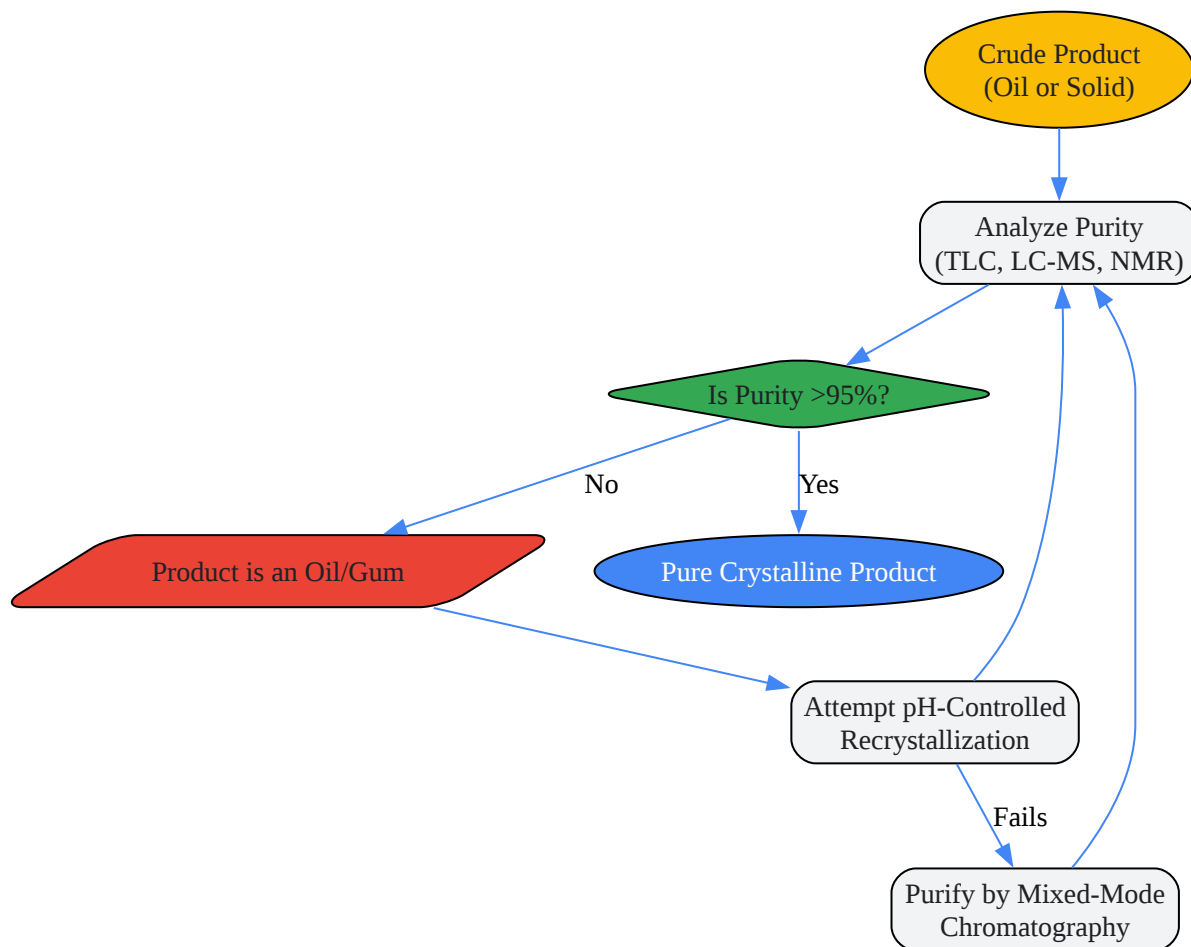 Crude Product
(Oil or Solid)
Analyze Purity
(TLC, LC-MS, NMR)
Is Purity >95%?
No
Yes
Product is an Oil/Gum
Pure Crystalline Product
Attempt pH-Controlled
Recrystallization
Fails
Purify by Mixed-Mode
Chromatography